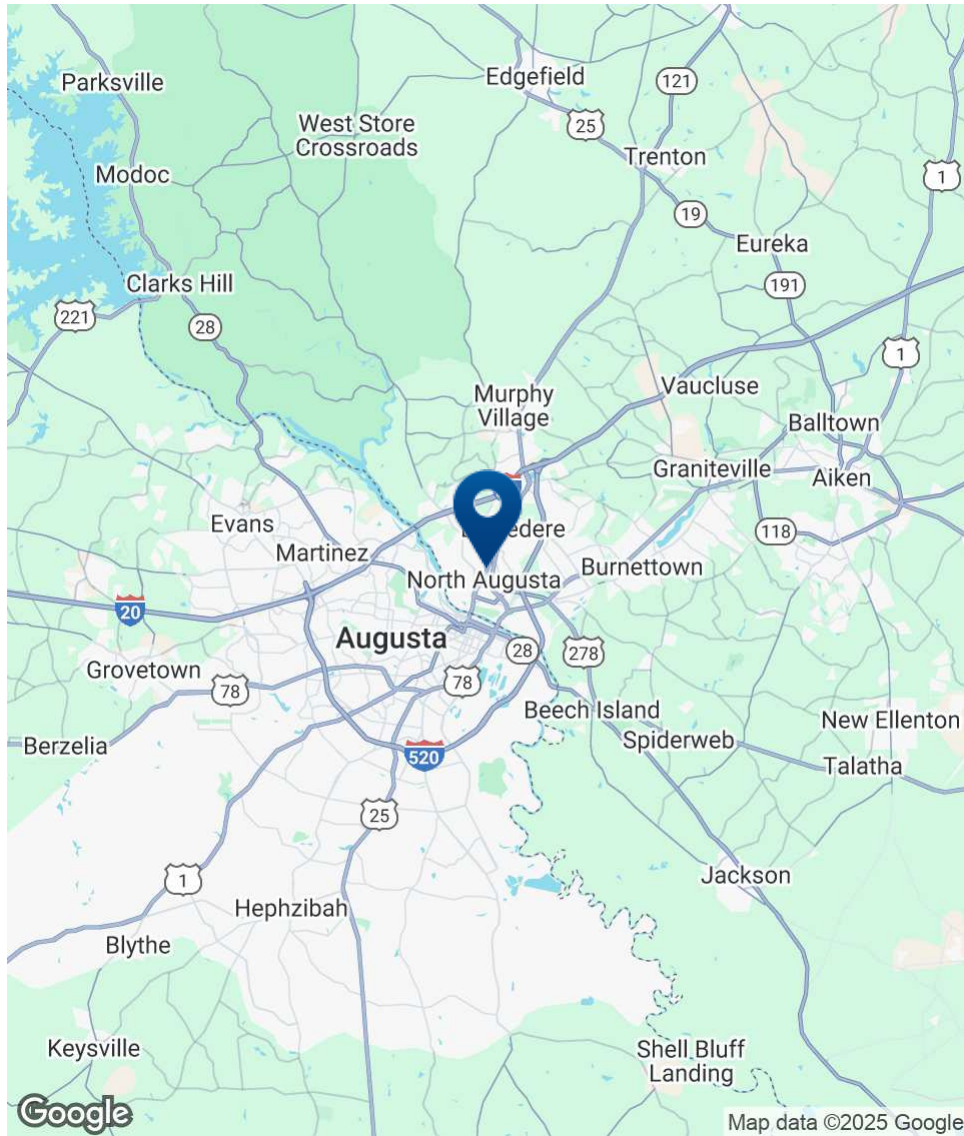 Parksville
Edgefield
121
West Store
Crossroads
25
Trenton
Modoc
1
19
Eureka
Clarks Hill
191
221
28
1
Murphy
Village
Vaucluse
Balltown
Graniteville
Aiken
Evans
edere
118
Martinez
North Augusta
Burnettown
20
Augusta
28
278
Grovetown
78
78
Beech Island
New Ellenton
Berzelia
Spiderweb
520
Talatha
25
1
Jackson
Hephzibah
Blythe
Keysville
Shell Bluff
Landing
Google
Map data ©2025 Google